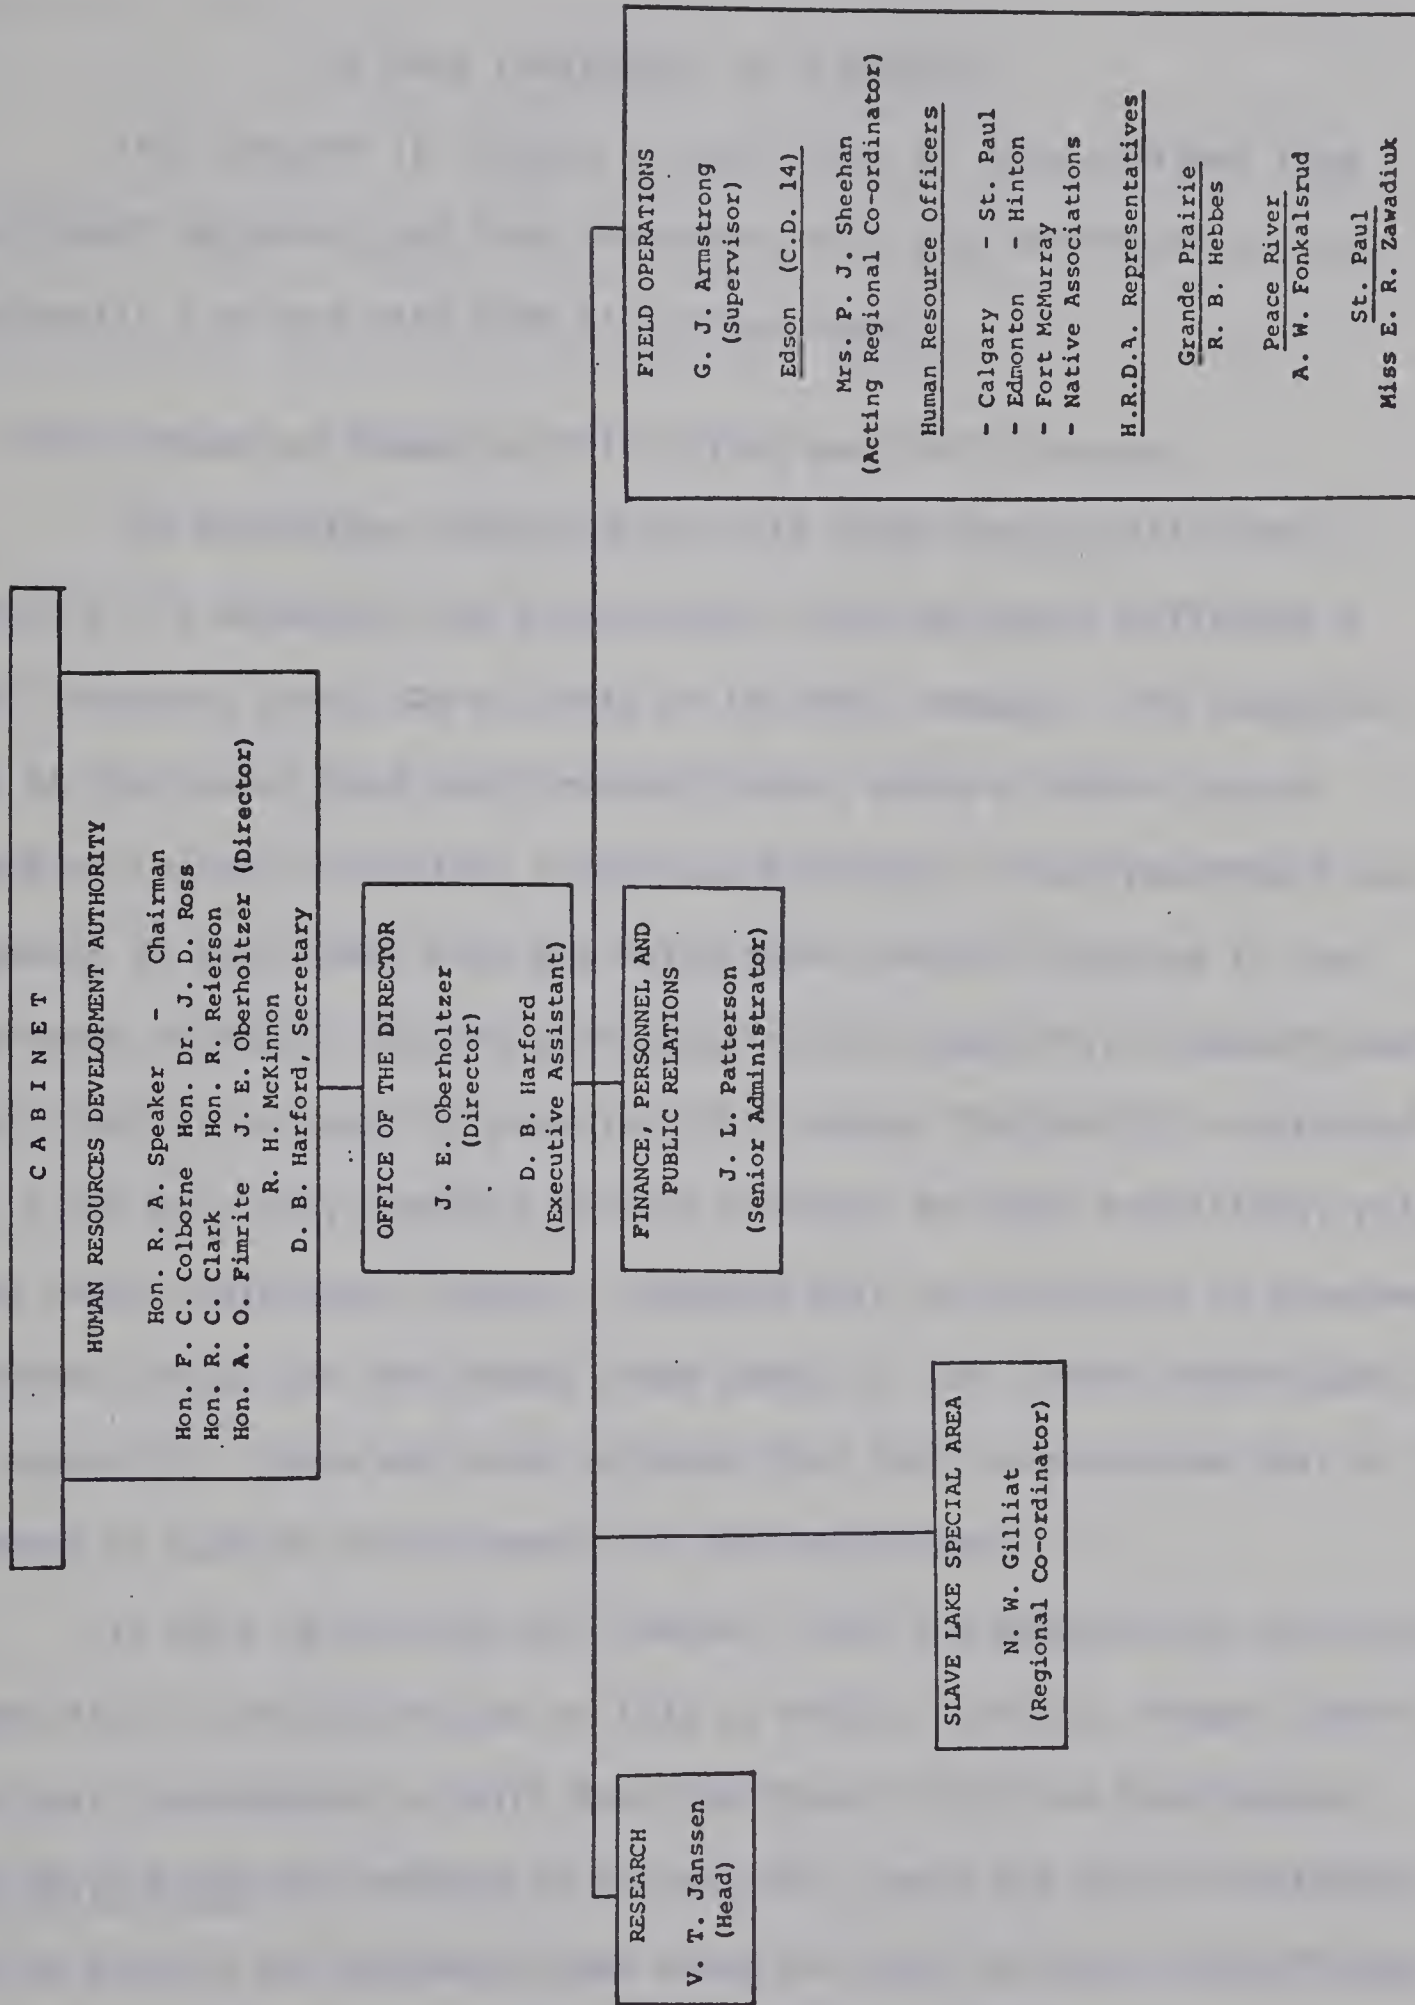 C A B I N E T
HUMAN RESOURCES DEVELOPMENT AUTHORITY
Hon. R. A. Speaker - Chairman
Hon. F. C. Colborne Hon. Dr. J. D. Ross
Hon. R. C. Clark Hon. R. Reierson
Hon. A. O. Fimrite J. E. Oberholtzer (Director)
R. H. McKinnon
D. B. Harford, Secretary
OFFICE OF THE DIRECTOR
J. E. Oberholtzer
(Director)
D. B. Harford
(Executive Assistant)
RESEARCH
V. T. Janssen
(Head)
SLAVE LAKE SPECIAL AREA
N. W. Gilliat
(Regional Co-ordinator)
FINANCE, PERSONNEL AND
PUBLIC RELATIONS
J. L. Patterson
(Senior Administrator)
FIELD OPERATIONS
G. J. Armstrong
(Supervisor)
Edson (C.D. 14)
Mrs. P. J. Sheehan
(Acting Regional Co-ordinator)
Human Resource Officers
- Calgary - St. Paul
- Edmonton - Hinton
- Fort McMurray
- Native Associations
H.R.D.A. Representatives
Grande Prairie
R. B. Hebbes
Peace River
A. W. Fonkalsrud
St. Paul
Miss E. R. Zawadiuk